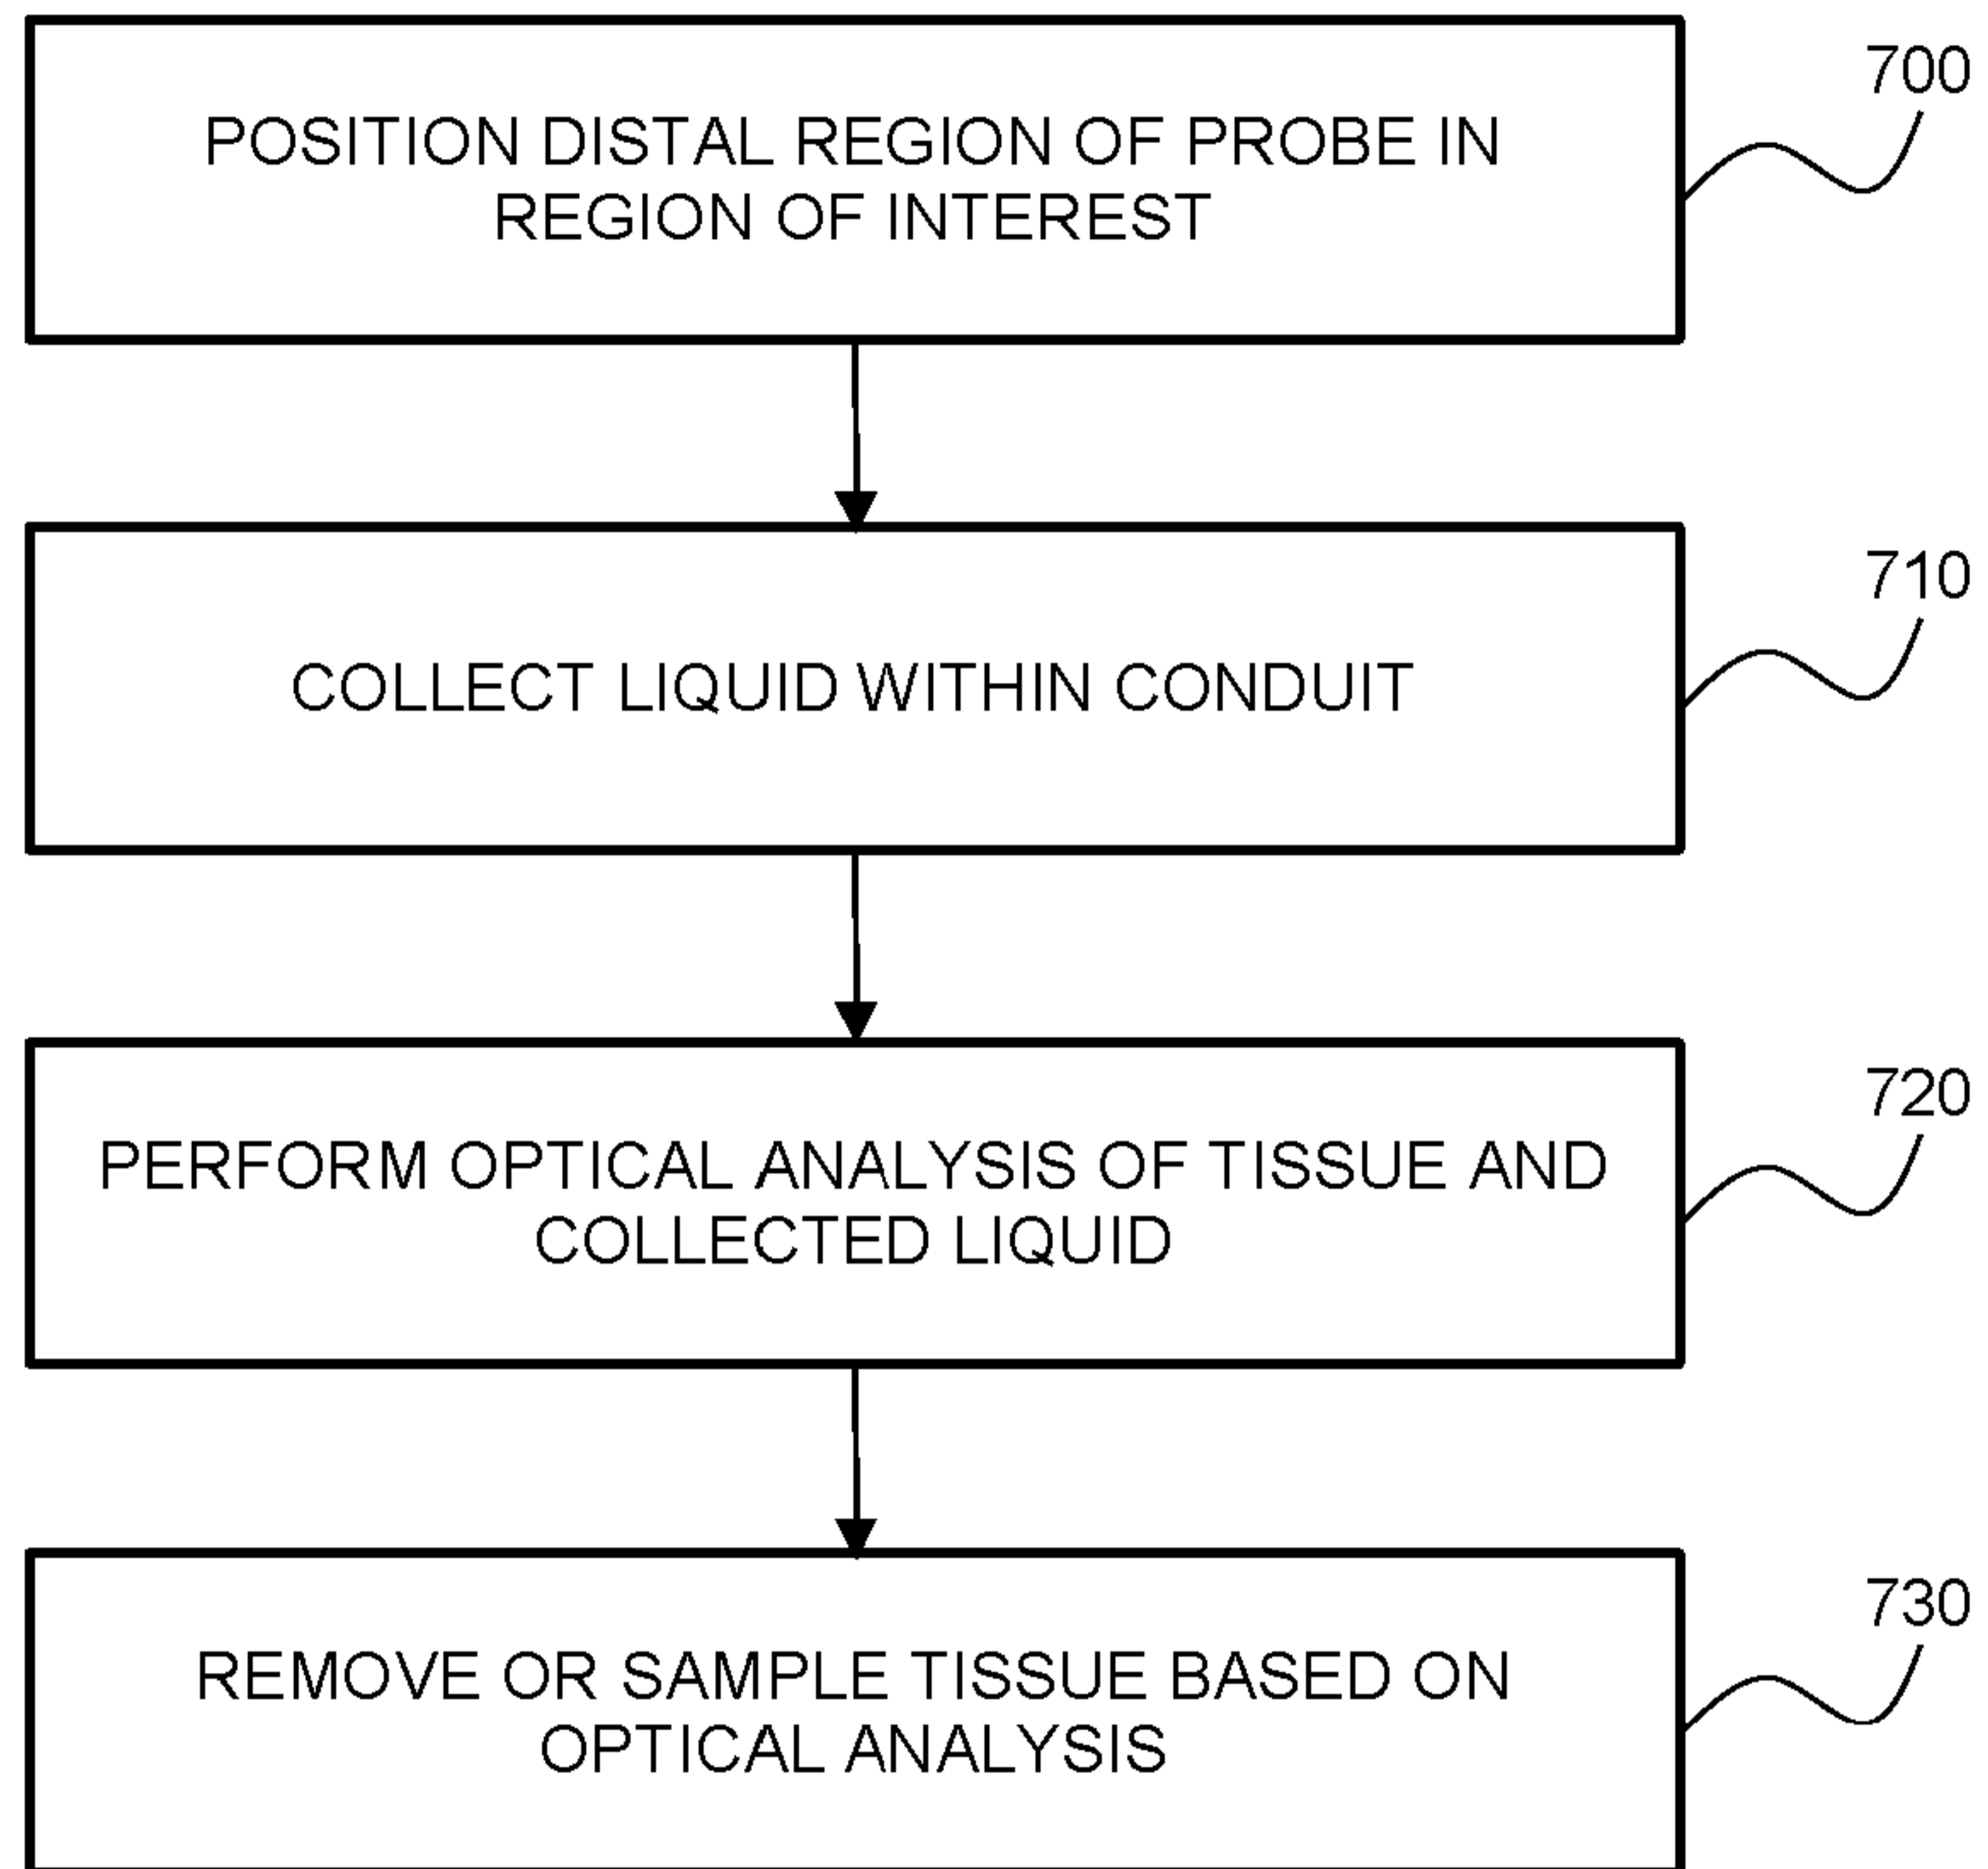 700
POSITION DISTAL REGION OF PROBE IN
REGION OF INTEREST
710
COLLECT LIQUID WITHIN CONDUIT
720
PERFORM OPTICAL ANALYSIS OF TISSUE AND
COLLECTED LIQUID
730
REMOVE OR SAMPLE TISSUE BASED ON
OPTICAL ANALYSIS